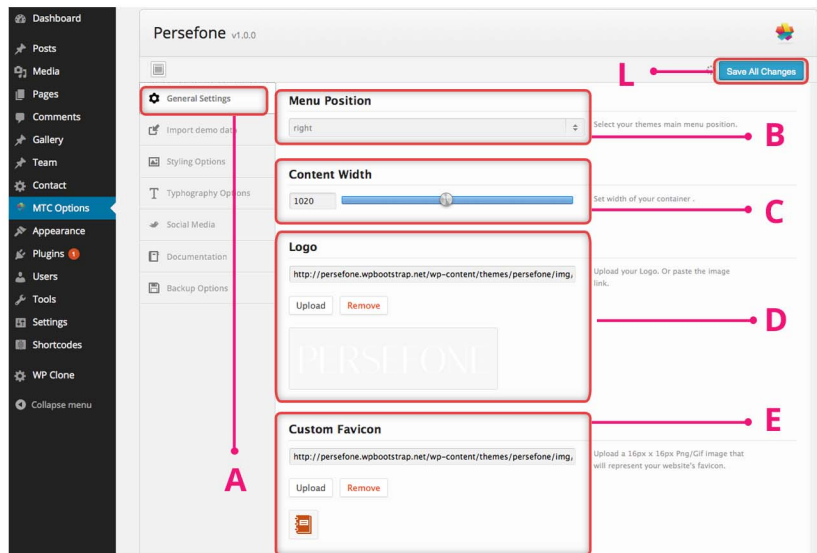 Dashboard
Posts
Media
Pages
Comments
Gallery
Team
Contact
MTC Options
Appearance
Plugins 1
Users
Tools
Settings
Shortcodes
WP Clone
Collapse menu
Persefone v1.0.0
L
Save All Changes
General Settings
Import demo data
Styling Options
Typhography Options
Social Media
Documentation
Backup Options
A
Menu Position
right
Select your themes main menu position.
B
Content Width
1020
Set width of your container .
C
Logo
http://persefone.wpbootstrap.net/wp-content/themes/persefone/img,
Upload your Logo. Or paste the image
link.
Upload Remove
D
PERSEFONE
E
Custom Favicon
http://persefone.wpbootstrap.net/wp-content/themes/persefone/img,
Upload a 16px x 16px Png/Gif image that
will represent your website's favicon.
Upload Remove